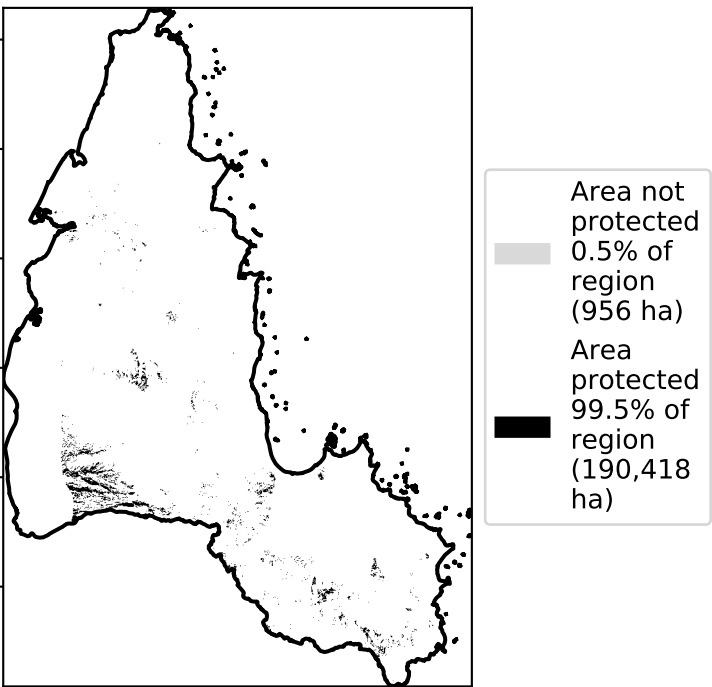 Area not
protected
0.5% of
region
(956 ha)
Area
protected
99.5% of
region
(190,418
ha)